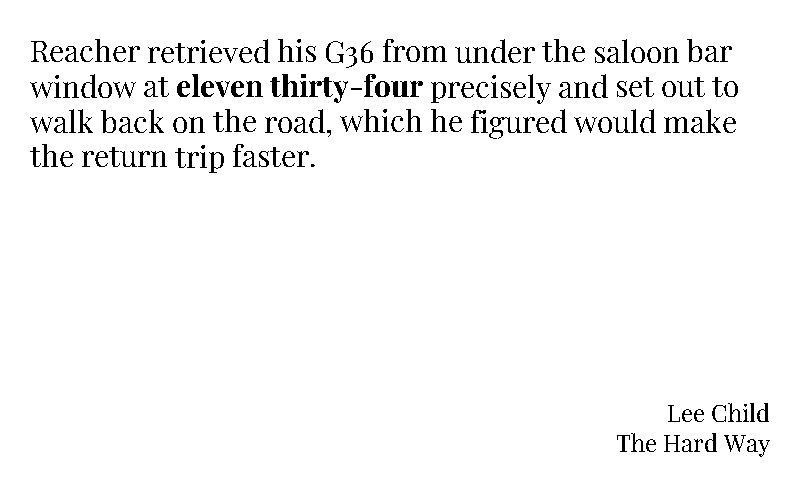 Reacher retrieved his G36 from under the saloon bar
window at eleven thirty-four precisely and set out to
walk back on the road, which he figured would make
the return trip faster.
Lee Child
The Hard Way